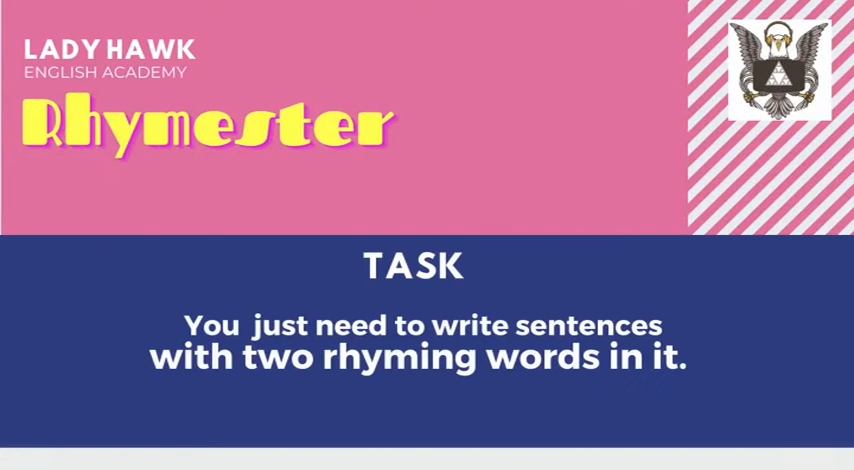 LADY HAWK
ENGLISH ACADEMY
Rhymester
TASK
You just need to write sentences
with two rhyming words in it.